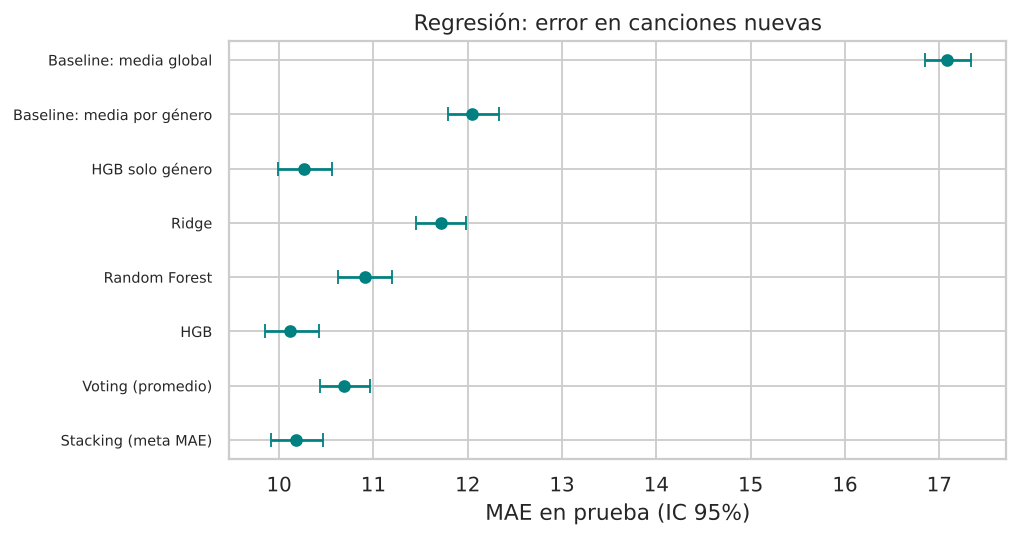 Regresión: error en canciones nuevas
Baseline: media global
Baseline: media por género
HGB solo género
Ridge
Random Forest
HGB
Voting (promedio)
Stacking (meta MAE)
10 11 12 13 14 15 16 17
MAE en prueba (IC 95%)